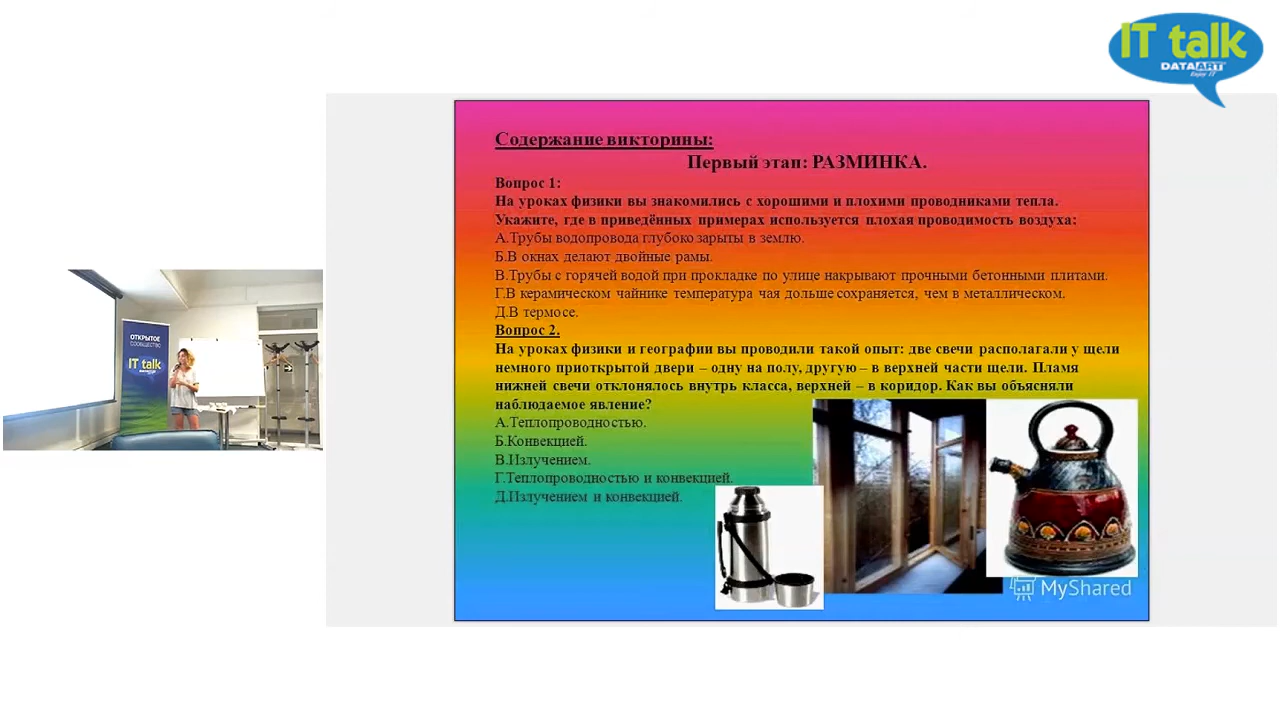 IT talk
DATAART
Enjoy IT
Содержание викторины:
Первый этап: РАЗМИНКА.
Вопрос 1:
На уроках физики вы знакомились с хорошими и плохими проводниками тепла.
Укажите, где в приведённых примерах используется плохая проводимость воздуха:
А.Трубы водопровода глубоко зарыты в землю.
Б.В окнах делают двойные рамы.
В.Трубы с горячей водой при прокладке по улице накрывают прочными бетонными плитами.
Г.В керамическом чайнике температура чая дольше сохраняется, чем в металлическом.
Д.В термосе.
Вопрос 2.
На уроках физики и географии вы проводили такой опыт: две свечи располагали у щели
немного приоткрытой двери – одну на полу, другую – в верхней части щели. Пламя
нижней свечи отклонялось внутрь класса, верхней – в коридор. Как вы объясняли
наблюдаемое явление?
А.Теплопроводностью.
Б.Конвекцией.
В.Излучением.
Г.Теплопроводностью и конвекцией.
Д.Излучением и конвекцией.
MyShared
ОТКРЫТОЕ
СООБЩЕСТВО
IT talk